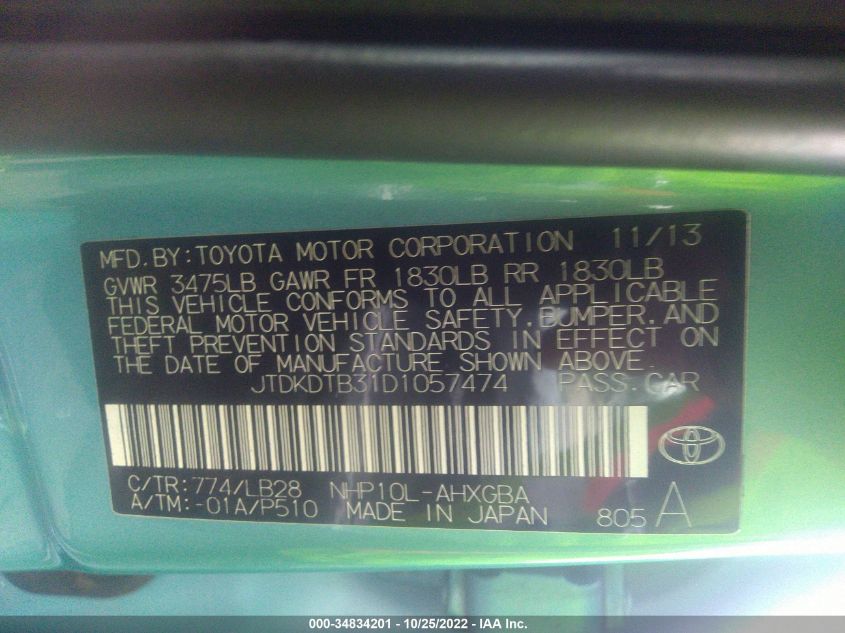 MFD.BY:TOYOTA MOTOR CORPORATION 11/13
GVWR 3475LB GAWR FR 1830LB RR 1830LB
THIS VEHICLE CONFORMS TO ALL APPLICABLE
FEDERAL MOTOR VEHICLE SAFETY,BUMPER,AND
THEFT PREVENTION STANDARDS IN EFFECT ON
THE DATE OF MANUFACTURE SHOWN ABOVE.
JTDKDTB31D1057474 PASS.CAR
C/TR:774/LB28 NHP10L-AHXGBA
A/TM:-01A/P510 MADE IN JAPAN 805 A
000-34834201 - 10/25/2022 - IAA Inc.